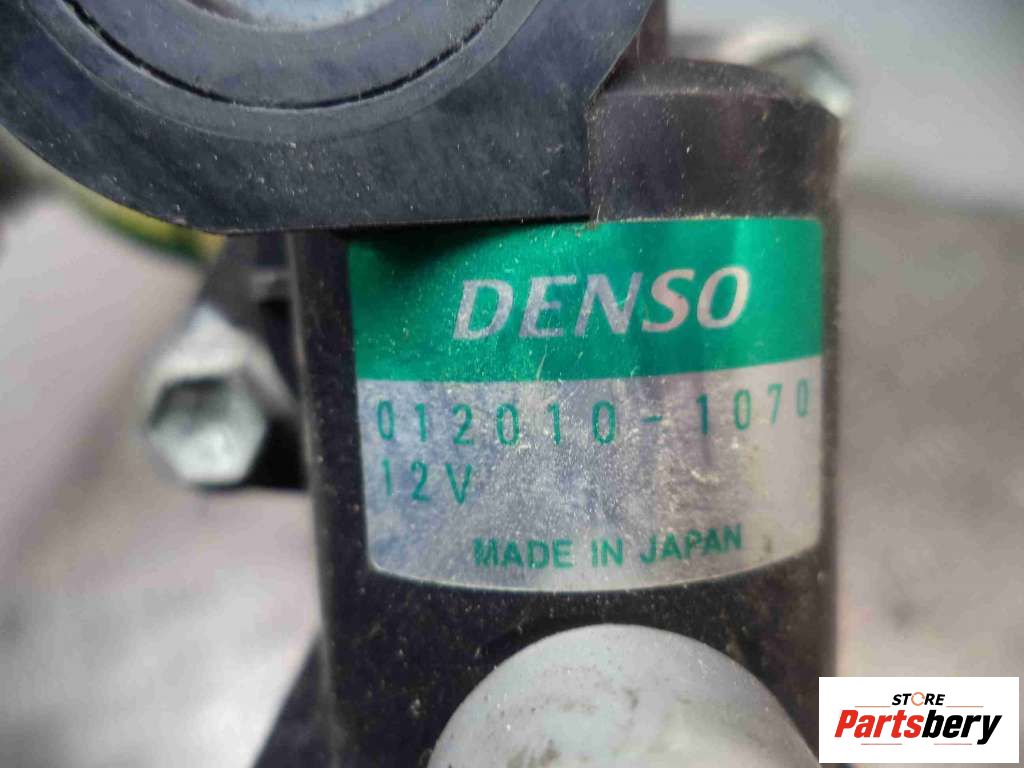 DENSO
012010-1070
12V
MADE IN JAPAN
STORE
Partsbery